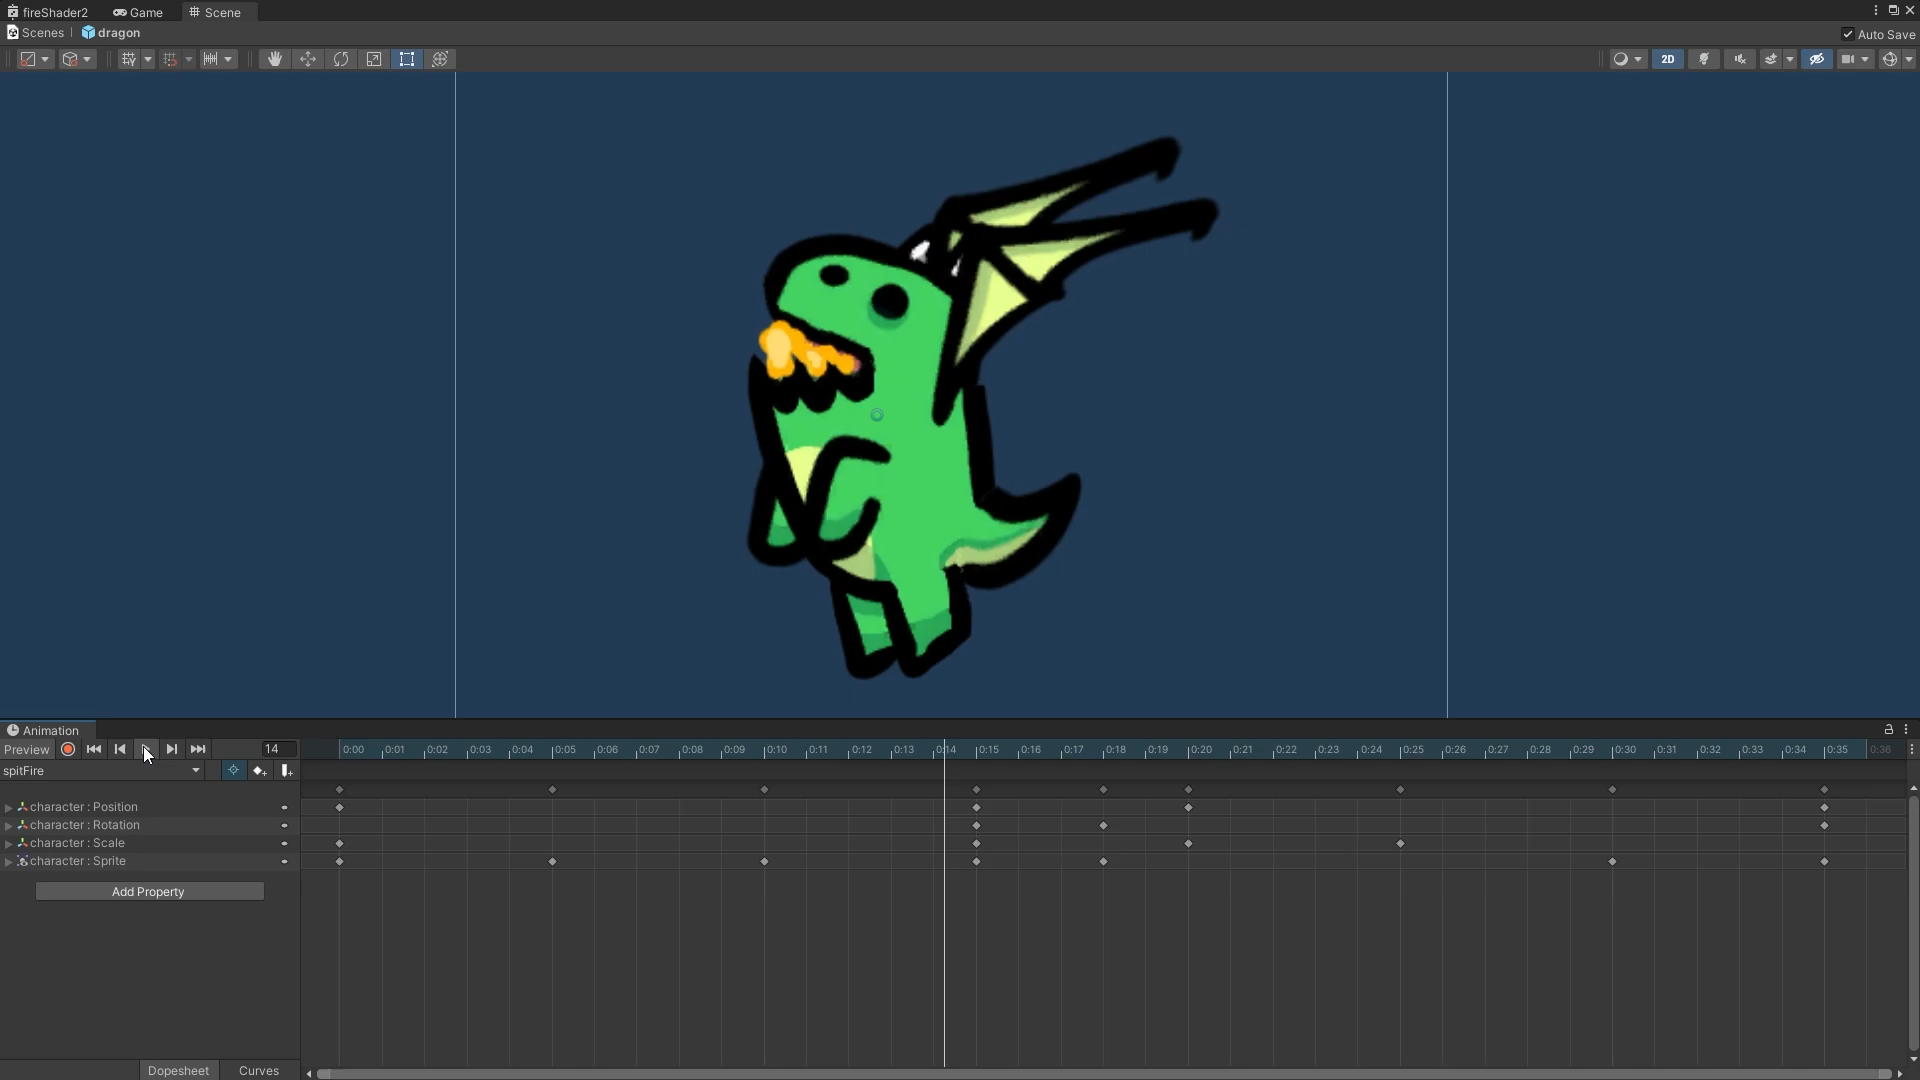 fireShader2 Game Scene
Scenes dragon
Auto Save
2D
Animation
Preview 14 0:00 0:01 0:02 0:03 0:04 0:05 0:06 0:07 0:08 0:09 0:10 0:11 0:12 0:13 0:14 0:15 0:16 0:17 0:18 0:19 0:20 0:21 0:22 0:23 0:24 0:25 0:26 0:27 0:28 0:29 0:30 0:31 0:32 0:33 0:34 0:35 0:36
spitFire
character : Position
character : Rotation
character : Scale
character : Sprite
Add Property
Dopesheet Curves